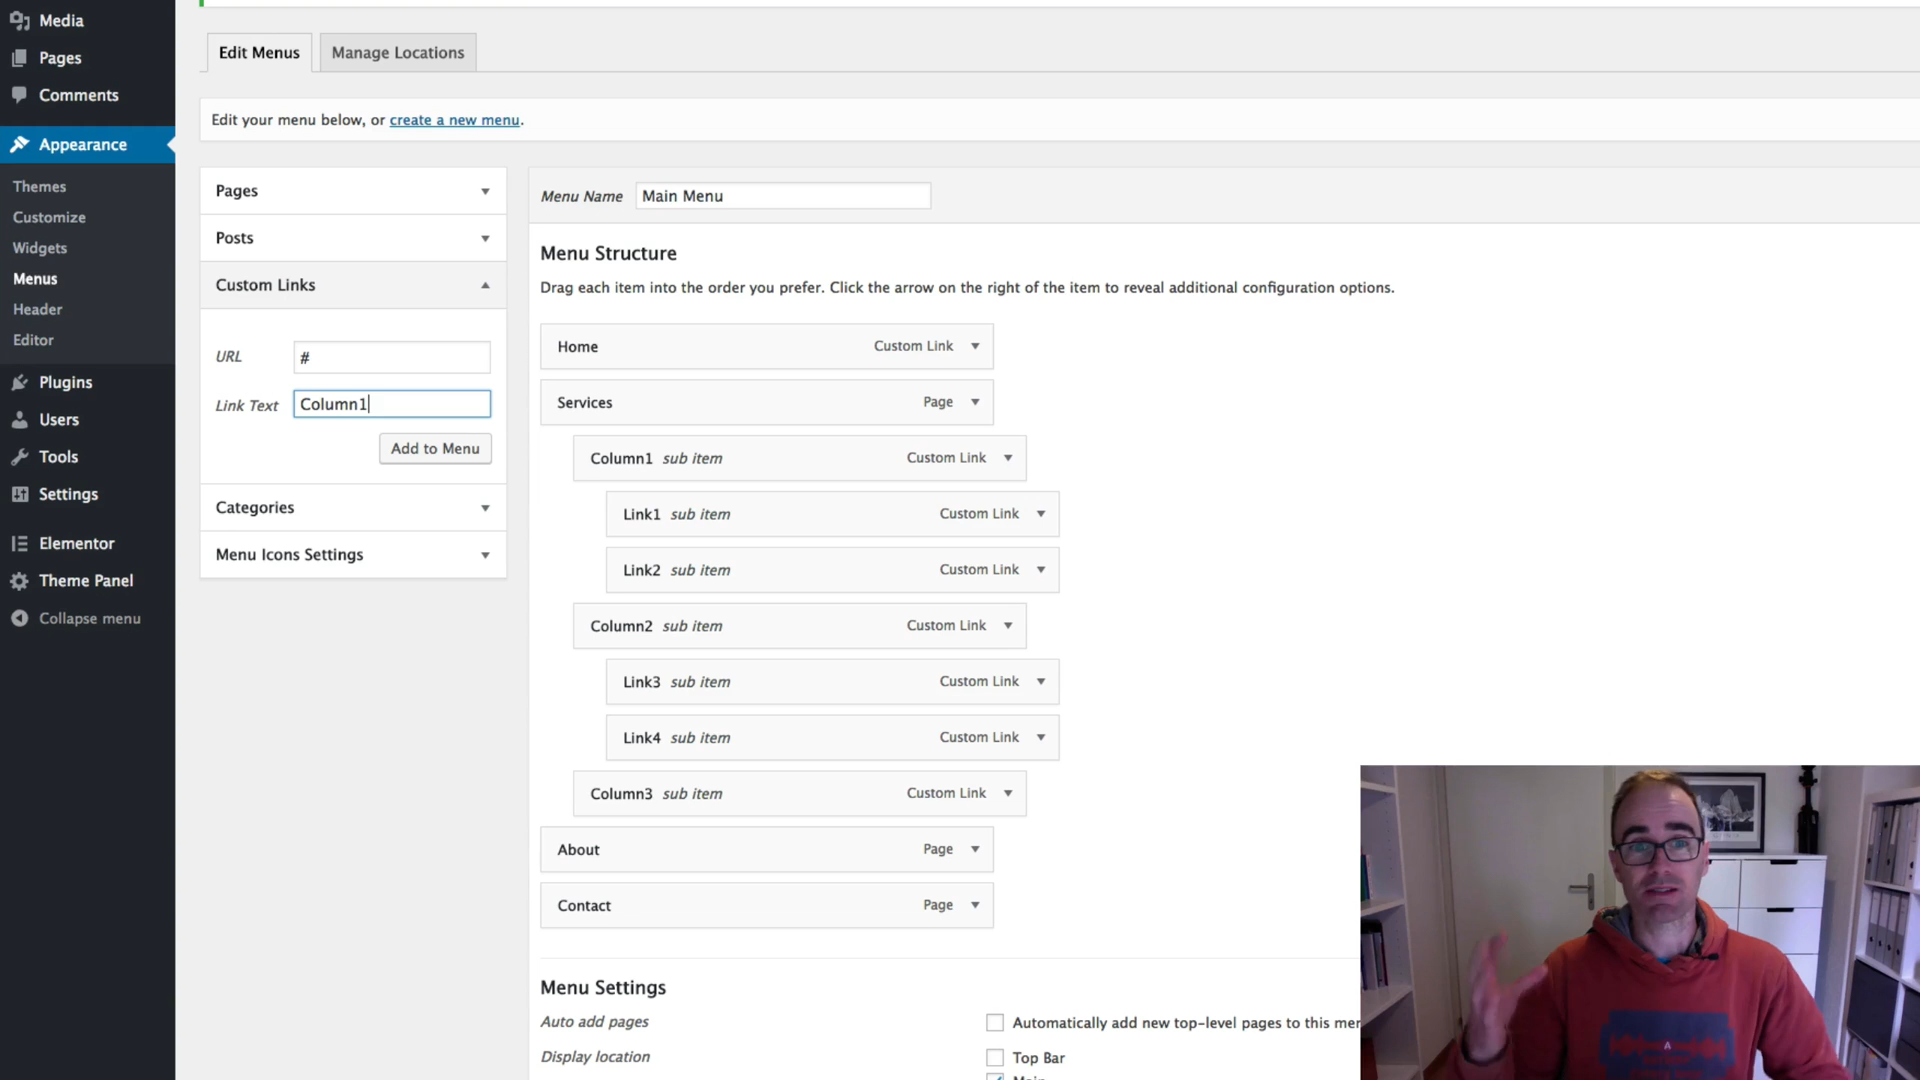 Media
Pages
Comments
Appearance
Themes
Customize
Widgets
Menus
Header
Editor
Plugins
Users
Tools
Settings
Elementor
Theme Panel
Collapse menu
Edit Menus
Manage Locations
Edit your menu below, or create a new menu.
Pages
Posts
Custom Links
URL #
Link Text Column1
Add to Menu
Categories
Menu Icons Settings
Menu Name Main Menu
Menu Structure
Drag each item into the order you prefer. Click the arrow on the right of the item to reveal additional configuration options.
Home Custom Link
Services Page
Column1 sub item Custom Link
Link1 sub item Custom Link
Link2 sub item Custom Link
Column2 sub item Custom Link
Link3 sub item Custom Link
Link4 sub item Custom Link
Column3 sub item Custom Link
About Page
Contact Page
Menu Settings
Auto add pages
Automatically add new top-level pages to this
Display location
Top Bar